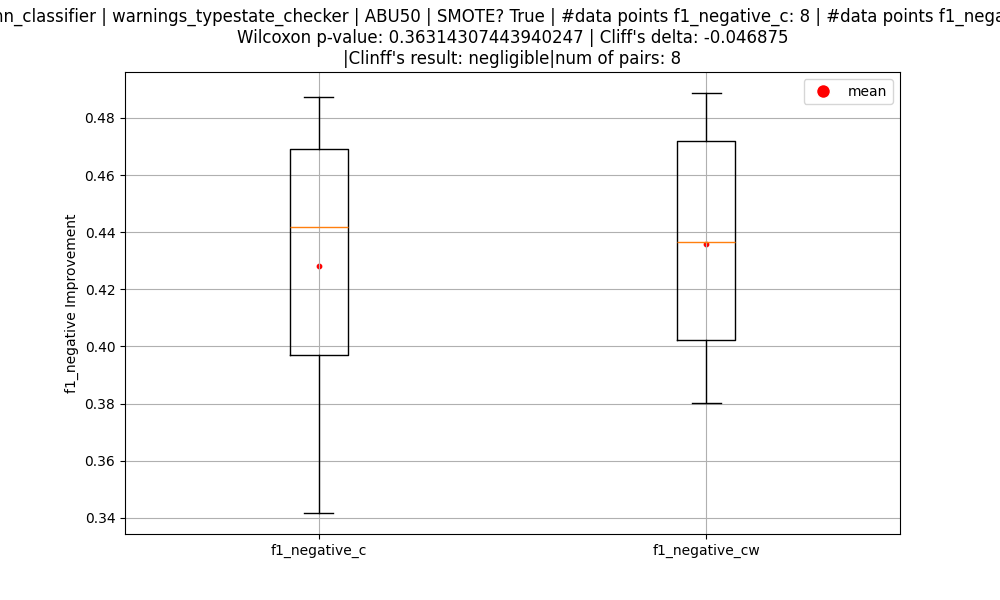 n_classifier | warnings_typestate_checker | ABU50 | SMOTE? True | #data points f1_negative_c: 8 | #data points
Wilcoxon p-value: 0.36314307443940247 | Cliff's delta: -0.046875
|Clinff's result: negligible|num of pairs: 8
mean
0.48
0.46
0.44
0.42
0.40
0.38
0.36
0.34
f1_negative Improvement
f1_negative_c
f1_negative_cw